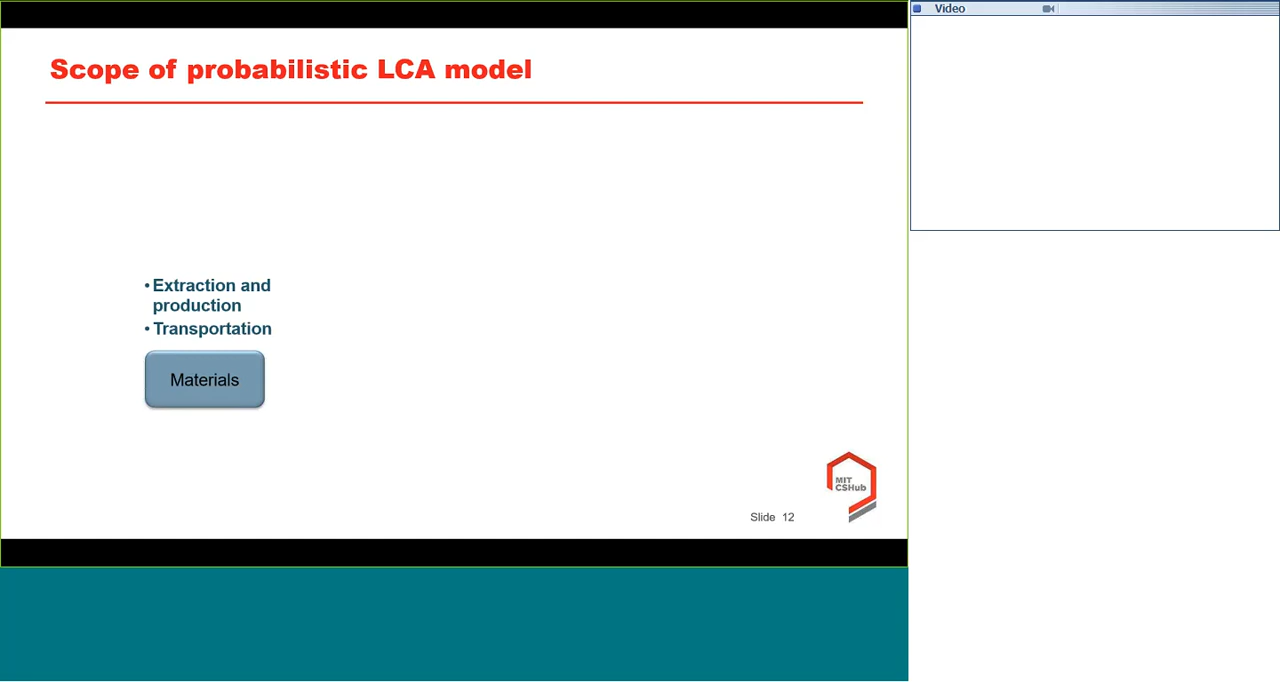 Video
Scope of probabilistic LCA model
• Extraction and
production
• Transportation
Materials
MIT
CSHub
Slide 12